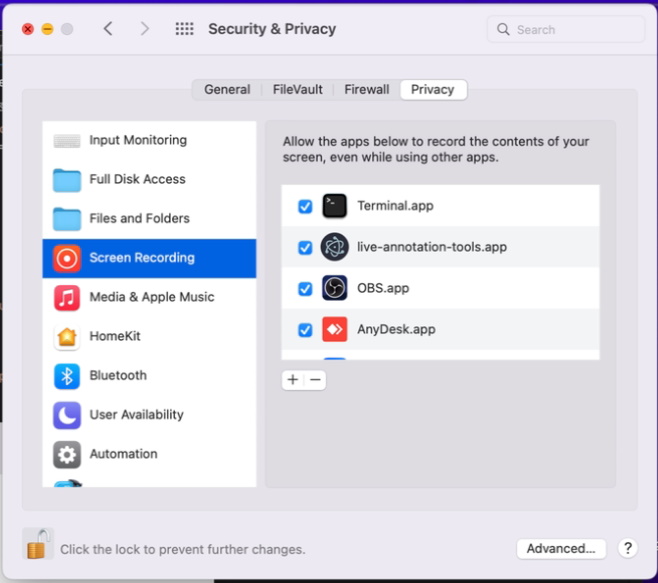 Security & Privacy
Search
General
FileVault
Firewall
Privacy
Input Monitoring
Full Disk Access
Files and Folders
Screen Recording
Media & Apple Music
HomeKit
Bluetooth
User Availability
Automation
Allow the apps below to record the contents of your
screen, even while using other apps.
Terminal.app
live-annotation-tools.app
OBS.app
AnyDesk.app
Click the lock to prevent further changes.
Advanced...
?